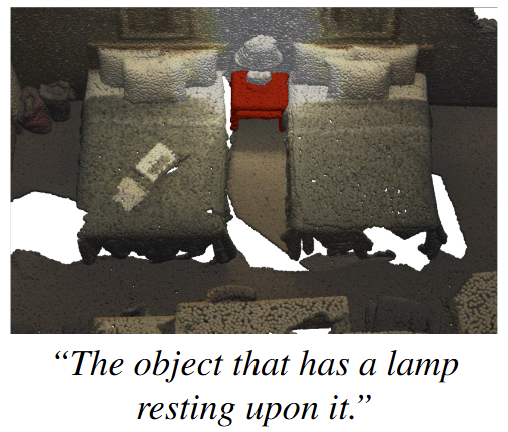 “The object that has a lamp
resting upon it.”